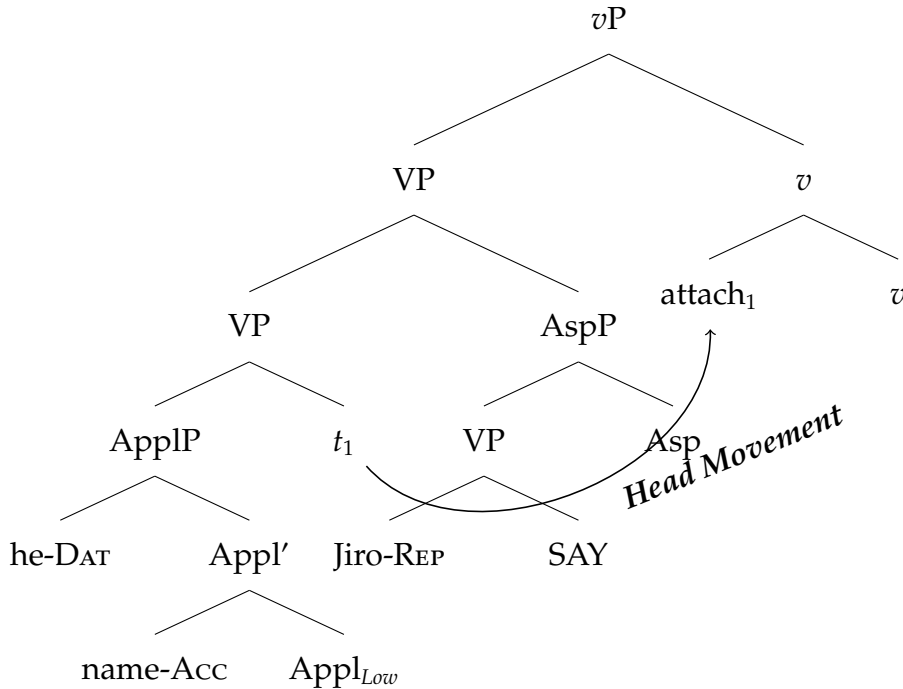 vP
VP v
VP AspP attach₁ v
ApplP t₁ VP Asp
Head Movement
he-Dat Appl′ Jiro-Rep SAY
name-Acc Appl_Low